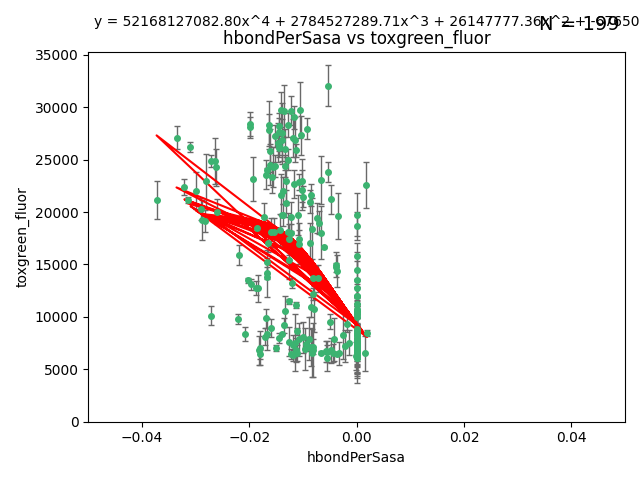 y = 52168127082.80x^4 + 2784527289.71x^3 + 26147777.36x^2 +
N = 199
hbondPerSasa vs toxgreen_fluor
35000
30000
25000
20000
15000
10000
5000
0
toxgreen_fluor
−0.04
−0.02
0.00
0.02
0.04
hbondPerSasa